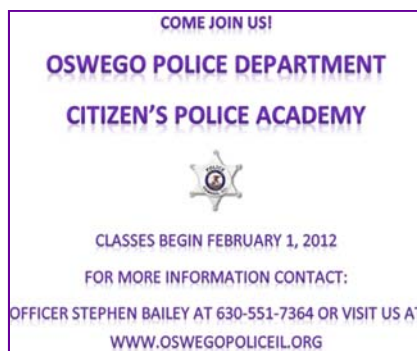 COME JOIN US!
OSWEGO POLICE DEPARTMENT
CITIZEN'S POLICE ACADEMY
POLICE
CLASSES BEGIN FEBRUARY 1, 2012
FOR MORE INFORMATION CONTACT:
OFFICER STEPHEN BAILEY AT 630-551-7364 OR VISIT US AT
WWW.OSWEGOPOLICEIL.ORG